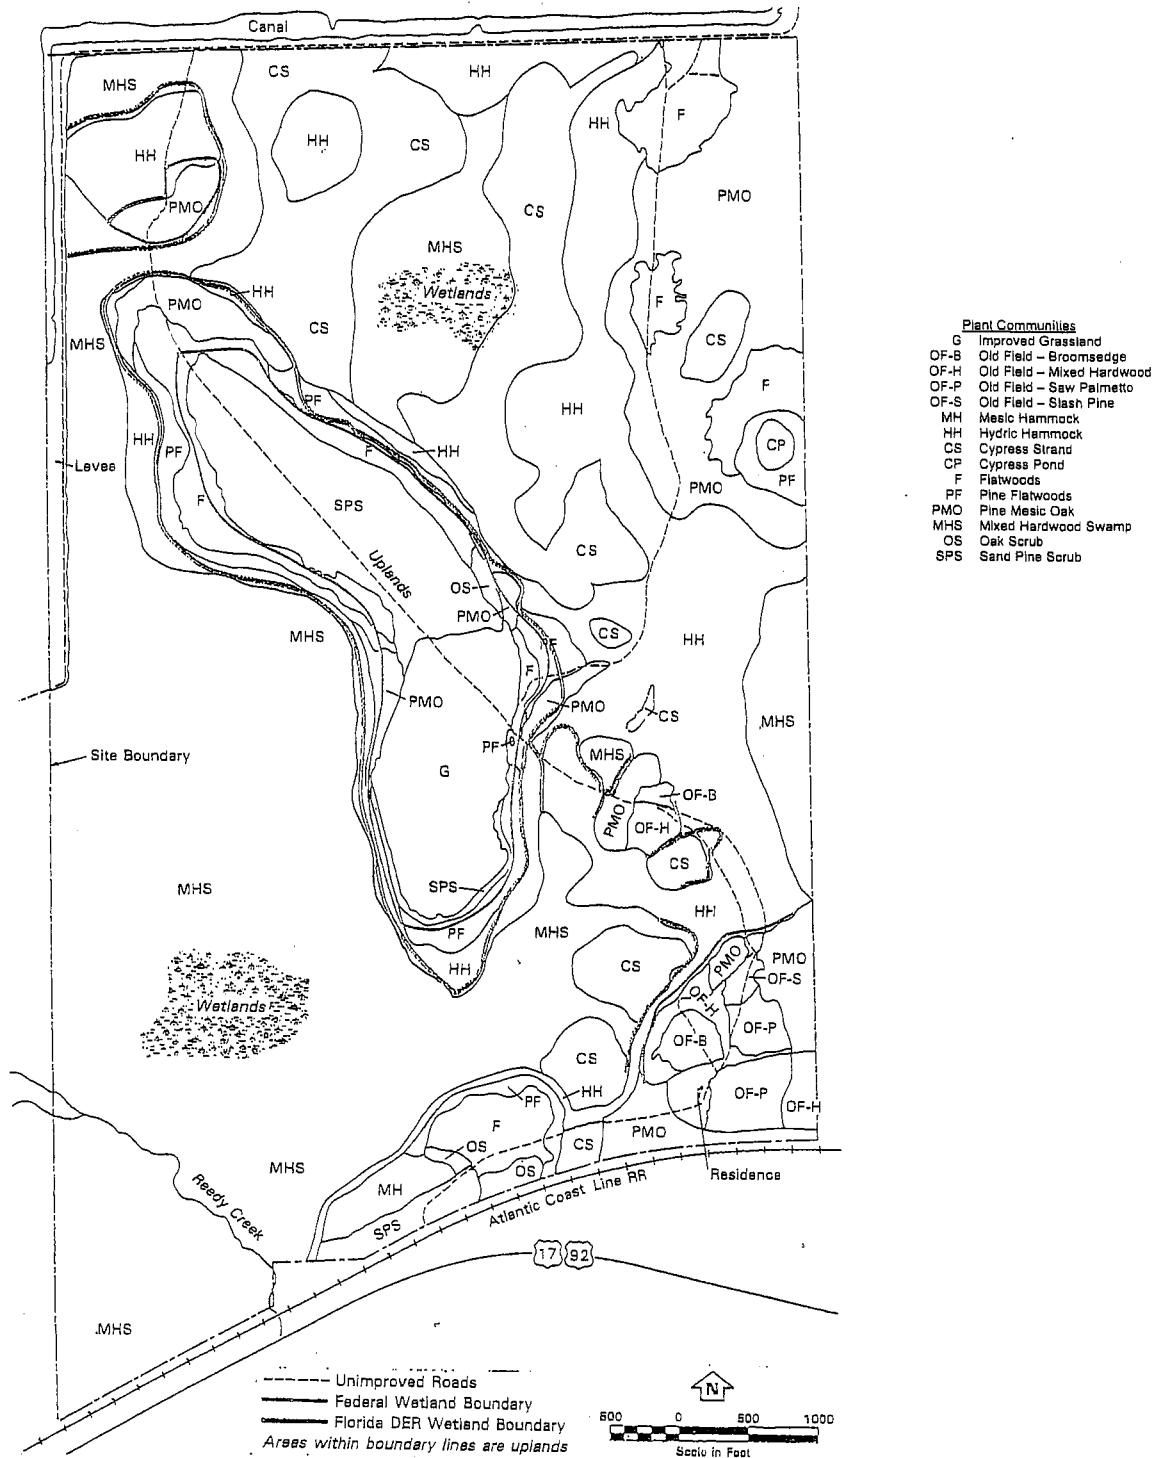 Canal
MHS
CS
HH
HH
CS
HH
F
HH
PMO
PMO
CS
MHS
HH
PMO
Wetlands
F
CS
MHS
CS
F
PF
HH
HH
HH
PF
F
CP
Levee
F
SPS
PMO
PF
CS
Uplands
OS
PMO
CS
HH
MHS
F
F
PMO
PMO
CS
MHS
Site Boundary
PF
MHS
G
OF-B
PMO
OF-H
CS
SPS
MHS
HH
PF
MHS
PMO
PMO
HH
CS
OF-S
Wetlands
OF-H
OF-P
OF-B
CS
HH
PF
OF-P
OF-H
F
PMO
OS
CS
MHS
OS
Residence
MH
Reedy Creek
SPS
Atlantic Coast Line RR
17 92
MHS
Plant Communities
G Improved Grassland
OF-B Old Field – Broomsedge
OF-H Old Field – Mixed Hardwood
OF-P Old Field – Saw Palmetto
OF-S Old Field – Slash Pine
MH Mesic Hammock
HH Hydric Hammock
CS Cypress Strand
CP Cypress Pond
F Flatwoods
PF Pine Flatwoods
PMO Pine Mesic Oak
MHS Mixed Hardwood Swamp
OS Oak Scrub
SPS Sand Pine Scrub
Unimproved Roads
Federal Wetland Boundary
Florida DER Wetland Boundary
Areas within boundary lines are uplands
N
500 0 500 1000
Scale in Feet